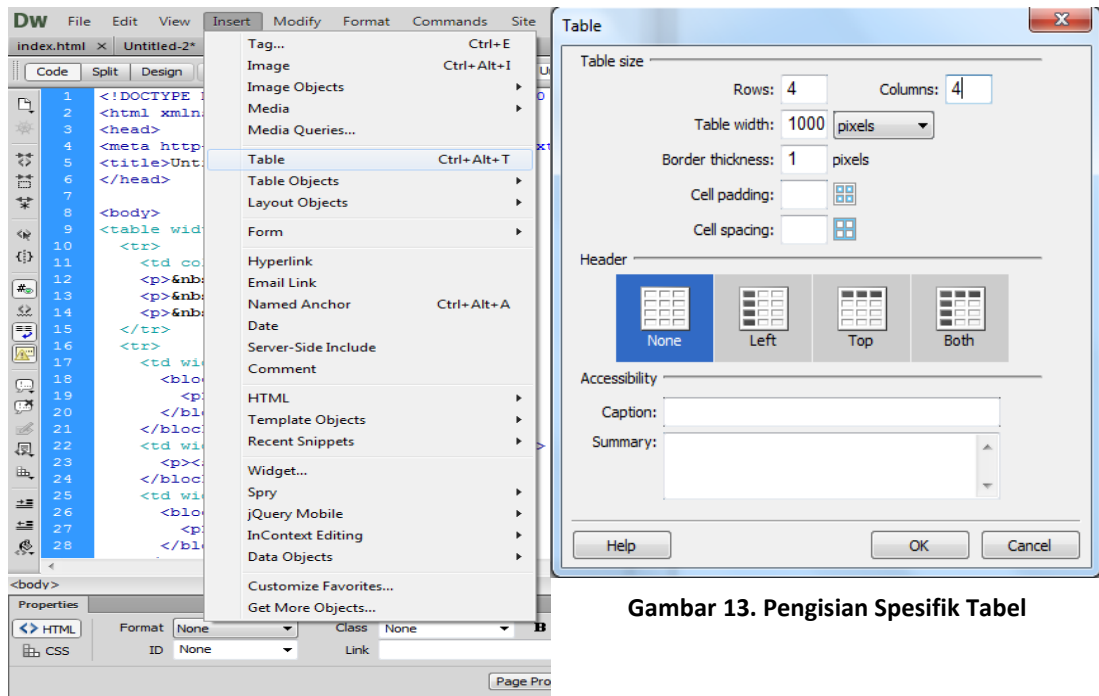 DW File Edit View Insert Modify Format Commands Site
index.html × Untitled-2*
Code Split Design
1 <!DOCTYPE
2 <html xmln
3 <head>
4 <meta http
5 <title>Unt
6 </head>
7
8 <body>
9 <table wid
10 <tr>
11 <td co
12 <p>&nb
13 <p>&nb
14 <p>&nb
15 </tr>
16 <tr>
17 <td wi
18 <blo
19 <p
20 </bl
21 </bloc
22 <td wi
23 <p><
24 </bloc
25 <td wi
26 <blo
27 <p
28 </bl
Tag... Ctrl+E
Image Ctrl+Alt+I
Image Objects
Media
Media Queries...
Table Ctrl+Alt+T
Table Objects
Layout Objects
Form
Hyperlink
Email Link
Named Anchor Ctrl+Alt+A
Date
Server-Side Include
Comment
HTML
Template Objects
Recent Snippets
Widget...
Spry
jQuery Mobile
InContext Editing
Data Objects
Customize Favorites...
Get More Objects...
<body>
Properties
<> HTML Format None Class None B
CSS ID None Link
Page Pro
Table
Table size
Rows: 4 Columns: 4
Table width: 1000 pixels
Border thickness: 1 pixels
Cell padding:
Cell spacing:
Header
None Left Top Both
Accessibility
Caption:
Summary:
Help OK Cancel
Gambar 13. Pengisian Spesifik Tabel